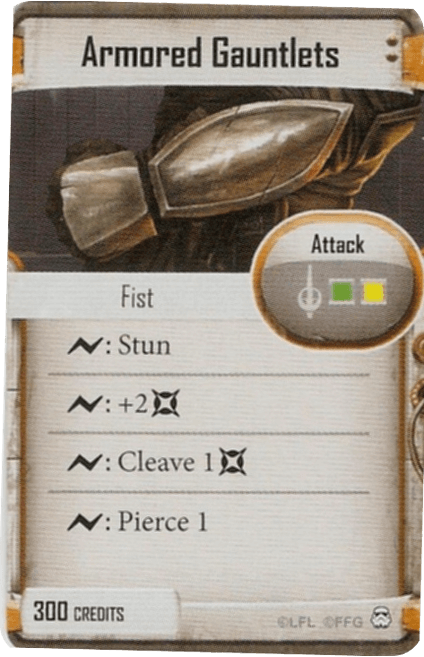 Armored Gauntlets
Attack
Fist
: Stun
: +2
: Cleave 1
: Pierce 1
300 CREDITS
©LFL ©FFG